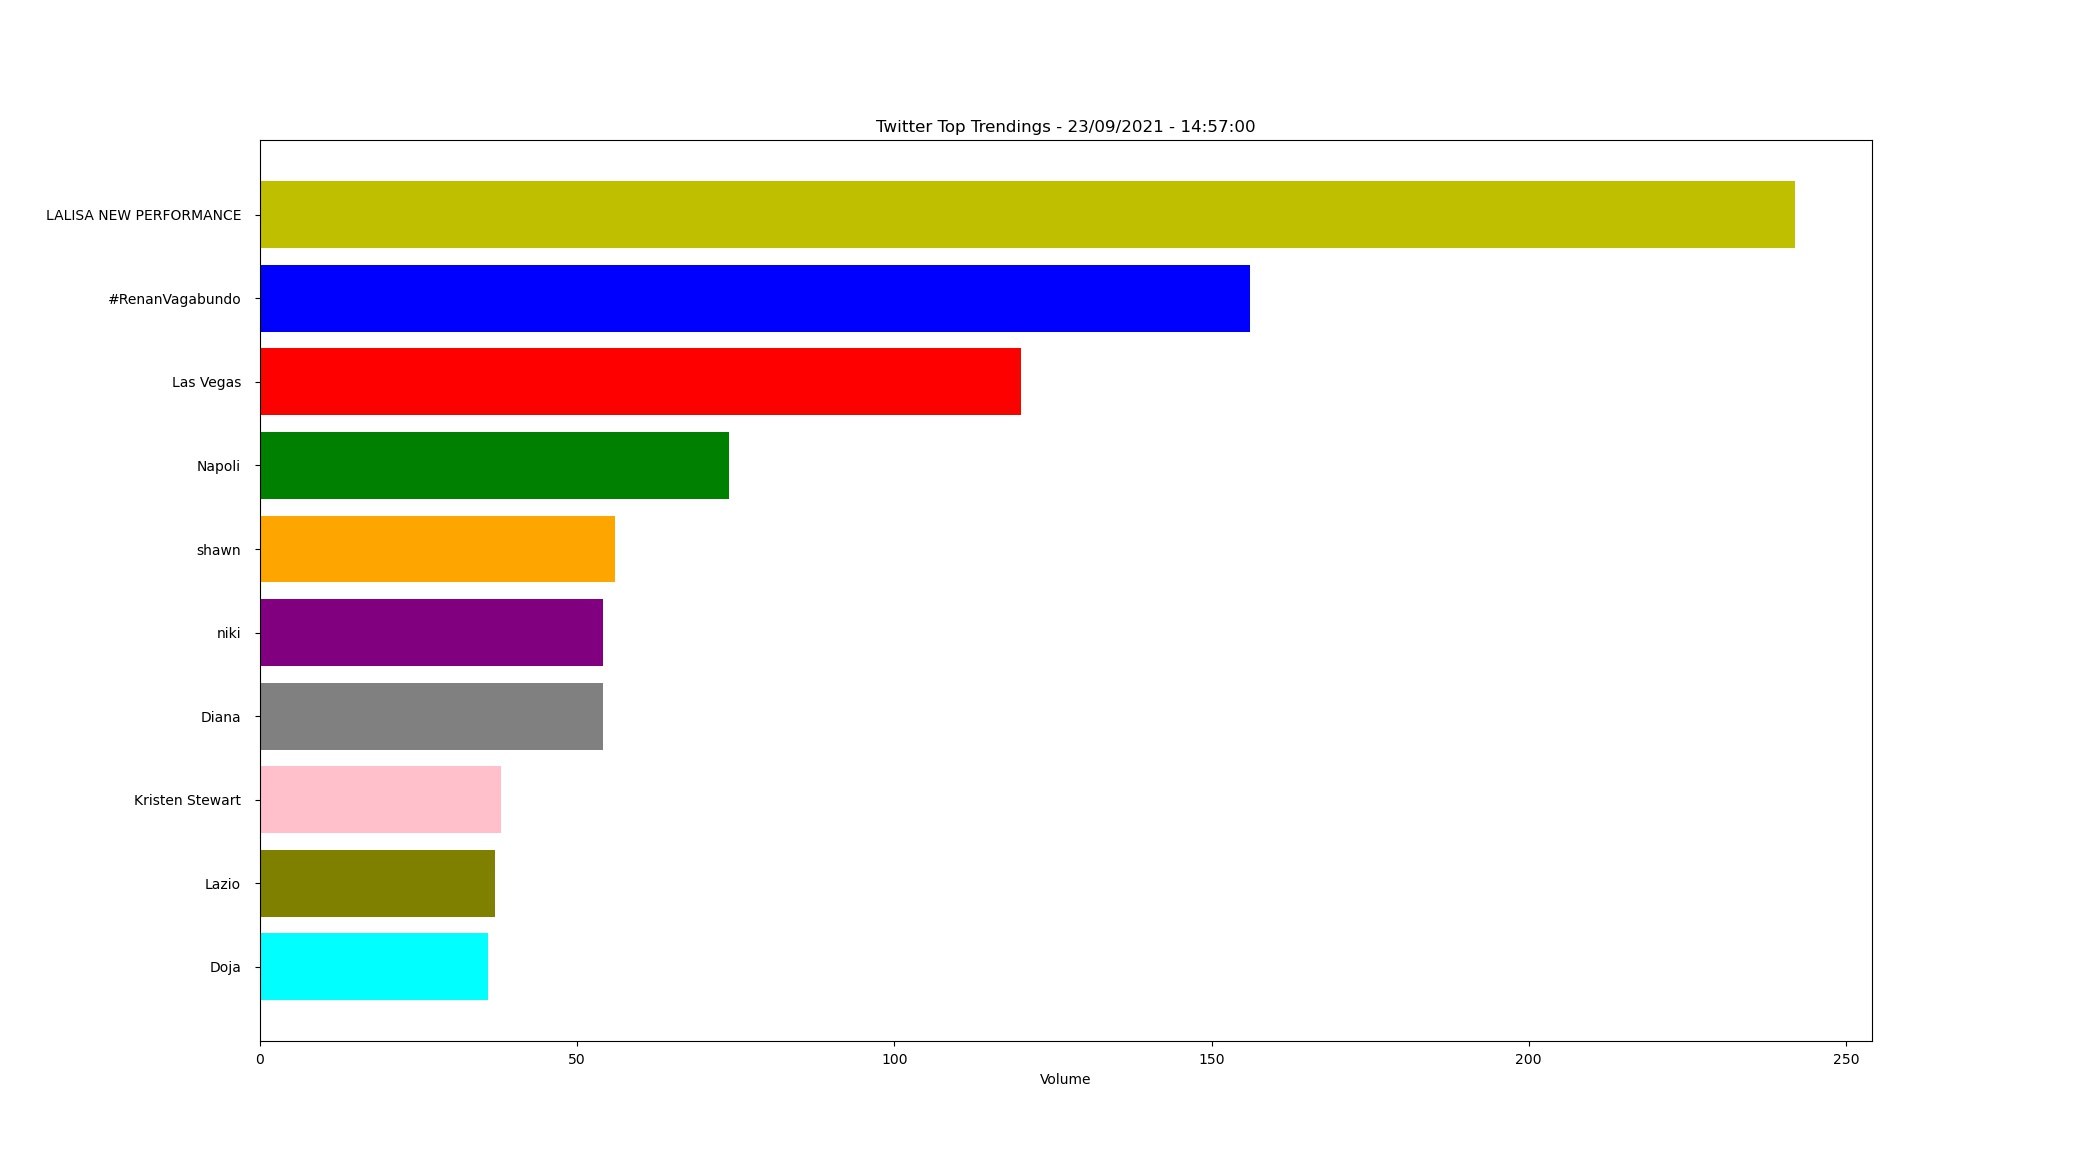 Twitter Top Trendings - 23/09/2021 - 14:57:00
LALISA NEW PERFORMANCE
#RenanVagabundo
Las Vegas
Napoli
shawn
niki
Diana
Kristen Stewart
Lazio
Doja
0 50 100 150 200 250
Volume